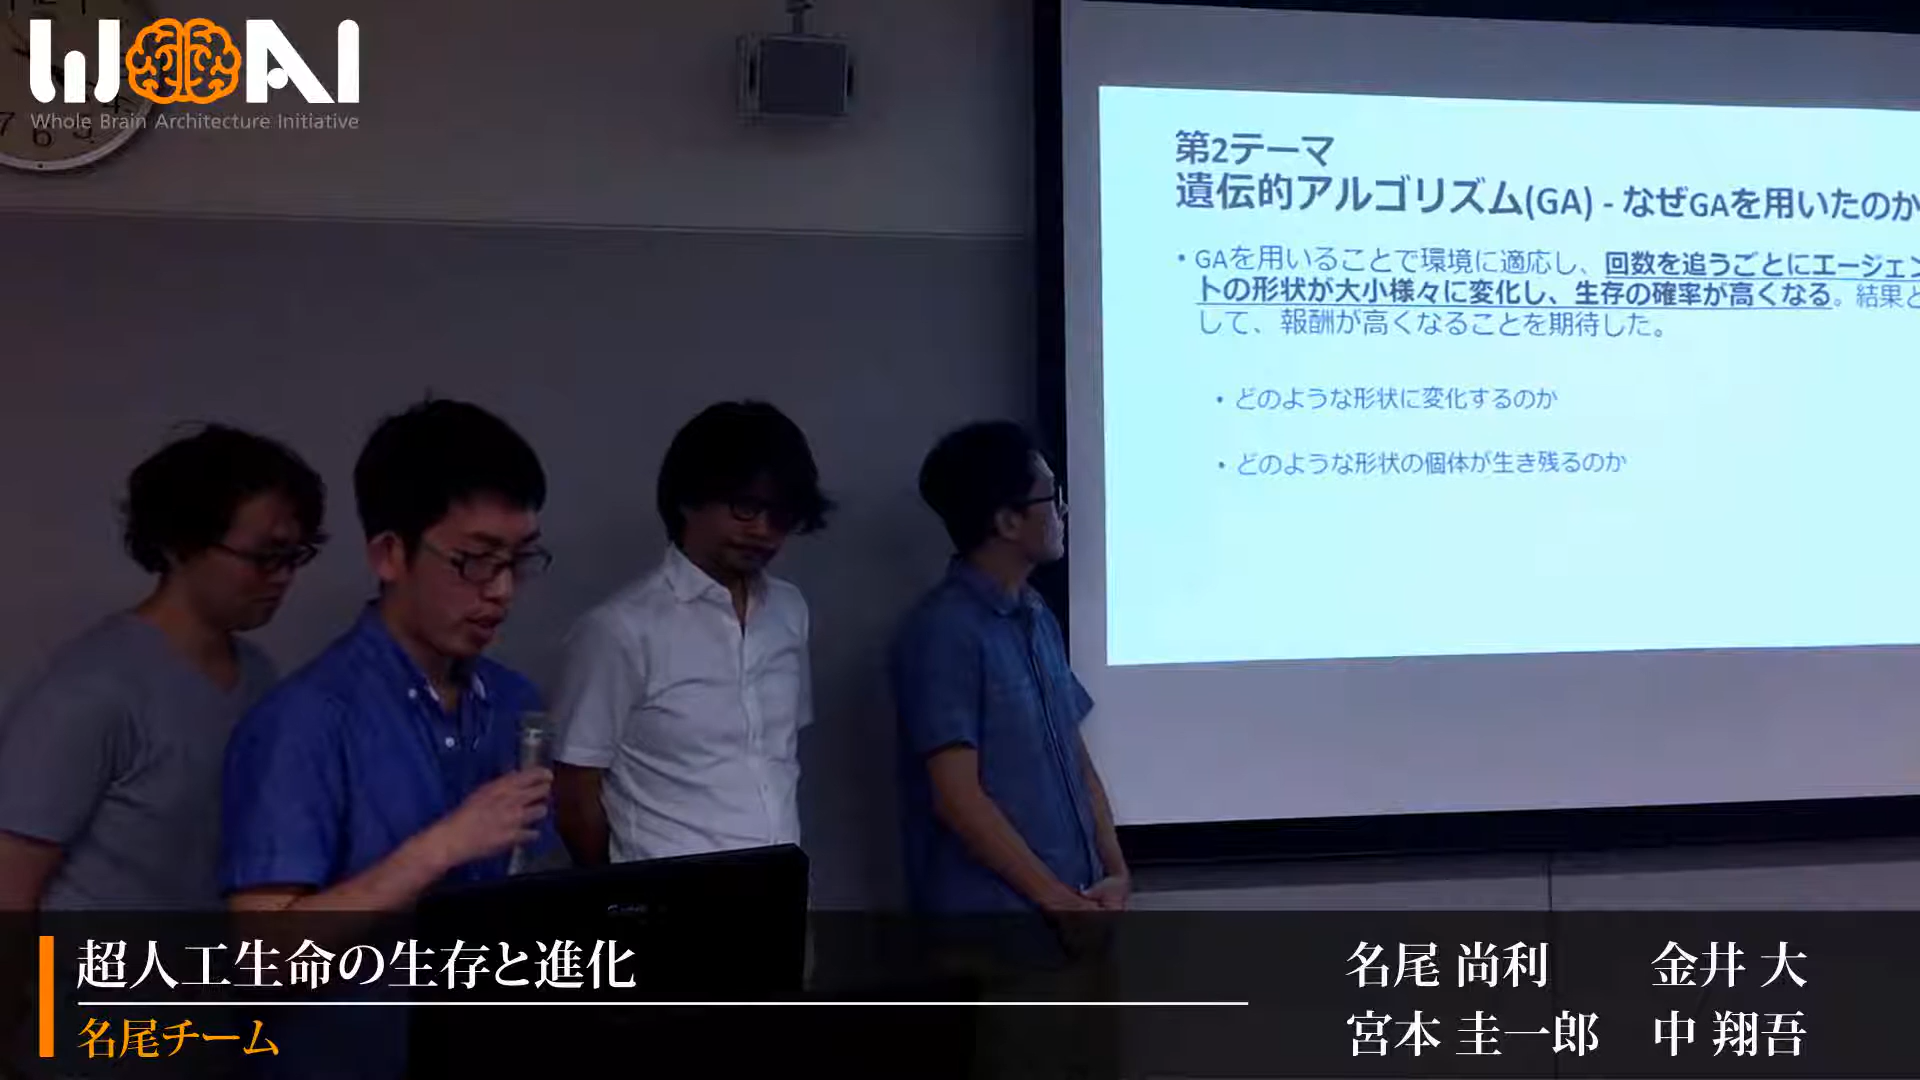 WBAI
Whole Brain Architecture Initiative
第2テーマ
遺伝的アルゴリズム(GA) - なぜGAを用いたのか
• GAを用いることで環境に適応し、回数を追うごとにエージェン
トの形状が大小様々に変化し、生存の確率が高くなる。結果と
して、報酬が高くなることを期待した。
• どのような形状に変化するのか
• どのような形状の個体が生き残るのか
超人工生命の生存と進化
名尾チーム
名尾 尚利 金井 大
宮本 圭一郎 中 翔吾